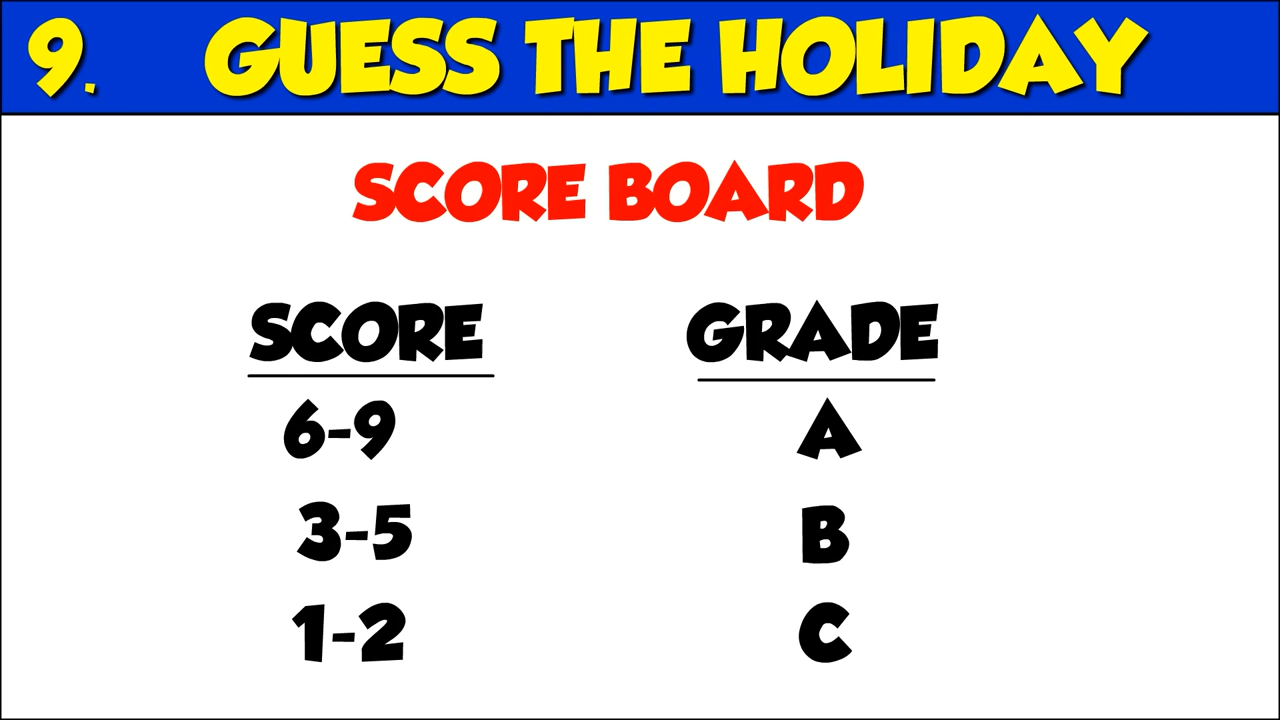 9. GUESS THE HOLIDAY
SCORE BOARD
SCORE GRADE
6-9 A
3-5 B
1-2 C